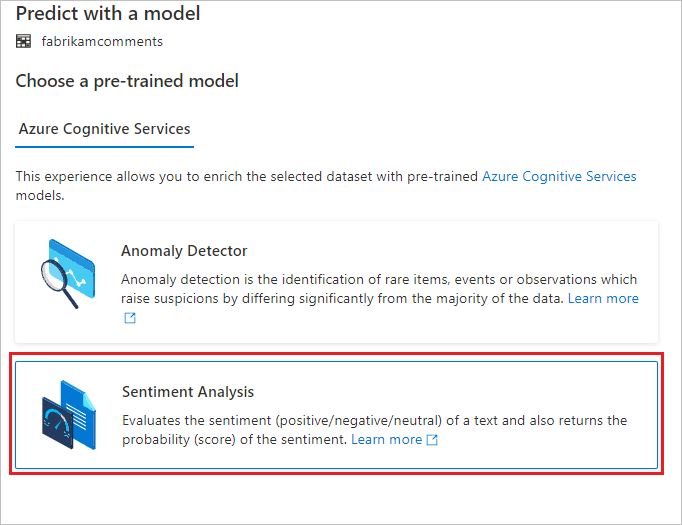 Predict with a model
fabrikamcomments
Choose a pre-trained model
Azure Cognitive Services
This experience allows you to enrich the selected dataset with pre-trained Azure Cognitive Services
models.
Anomaly Detector
Anomaly detection is the identification of rare items, events or observations which
raise suspicions by differing significantly from the majority of the data. Learn more
Sentiment Analysis
Evaluates the sentiment (positive/negative/neutral) of a text and also returns the
probability (score) of the sentiment. Learn more